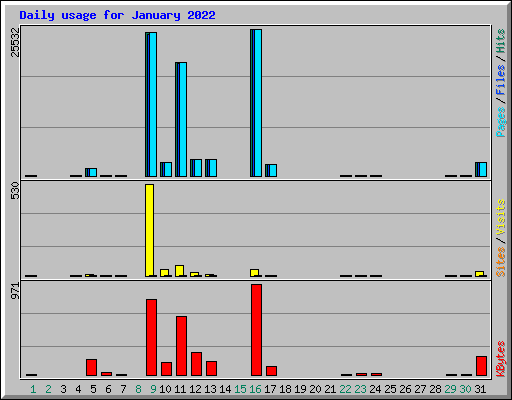 Daily usage for January 2022
25532
Pages / Files / Hits
530
Sites / Visits
971
KBytes
1 2 3 4 5 6 7 8 9 10 11 12 13 14 15 16 17 18 19 20 21 22 23 24 25 26 27 28 29 30 31